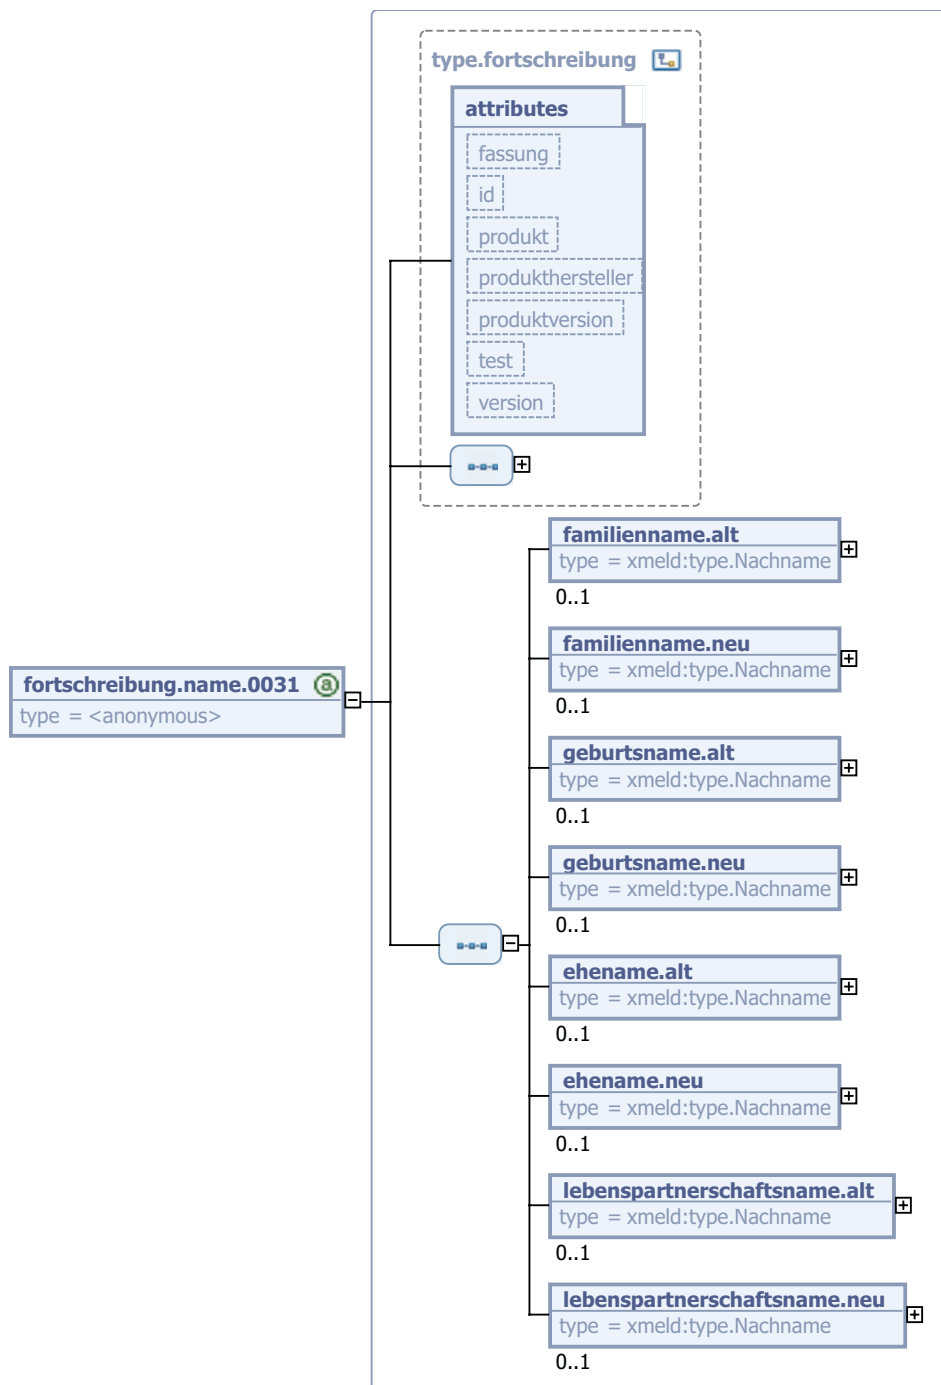 type.fortschreibung
attributes
fassung
id
produkt
produkthersteller
produktversion
test
version
fortschreibung.name.0031 @
type = <anonymous>
familienname.alt
type = xmeld:type.Nachname
0..1
familienname.neu
type = xmeld:type.Nachname
0..1
geburtsname.alt
type = xmeld:type.Nachname
0..1
geburtsname.neu
type = xmeld:type.Nachname
0..1
ehename.alt
type = xmeld:type.Nachname
0..1
ehename.neu
type = xmeld:type.Nachname
0..1
lebenspartnerschaftsname.alt
type = xmeld:type.Nachname
0..1
lebenspartnerschaftsname.neu
type = xmeld:type.Nachname
0..1